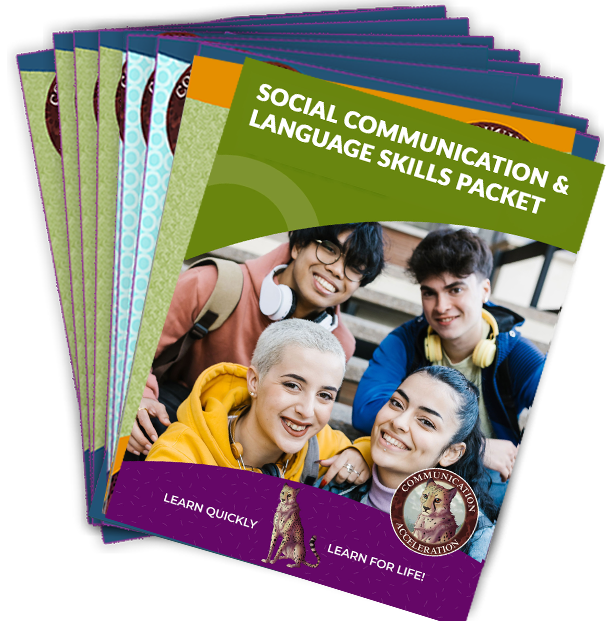 SOCIAL COMMUNICATION &
LANGUAGE SKILLS PACKET
LEARN QUICKLY
LEARN FOR LIFE!
COMMUNICATION
ACCELERATION